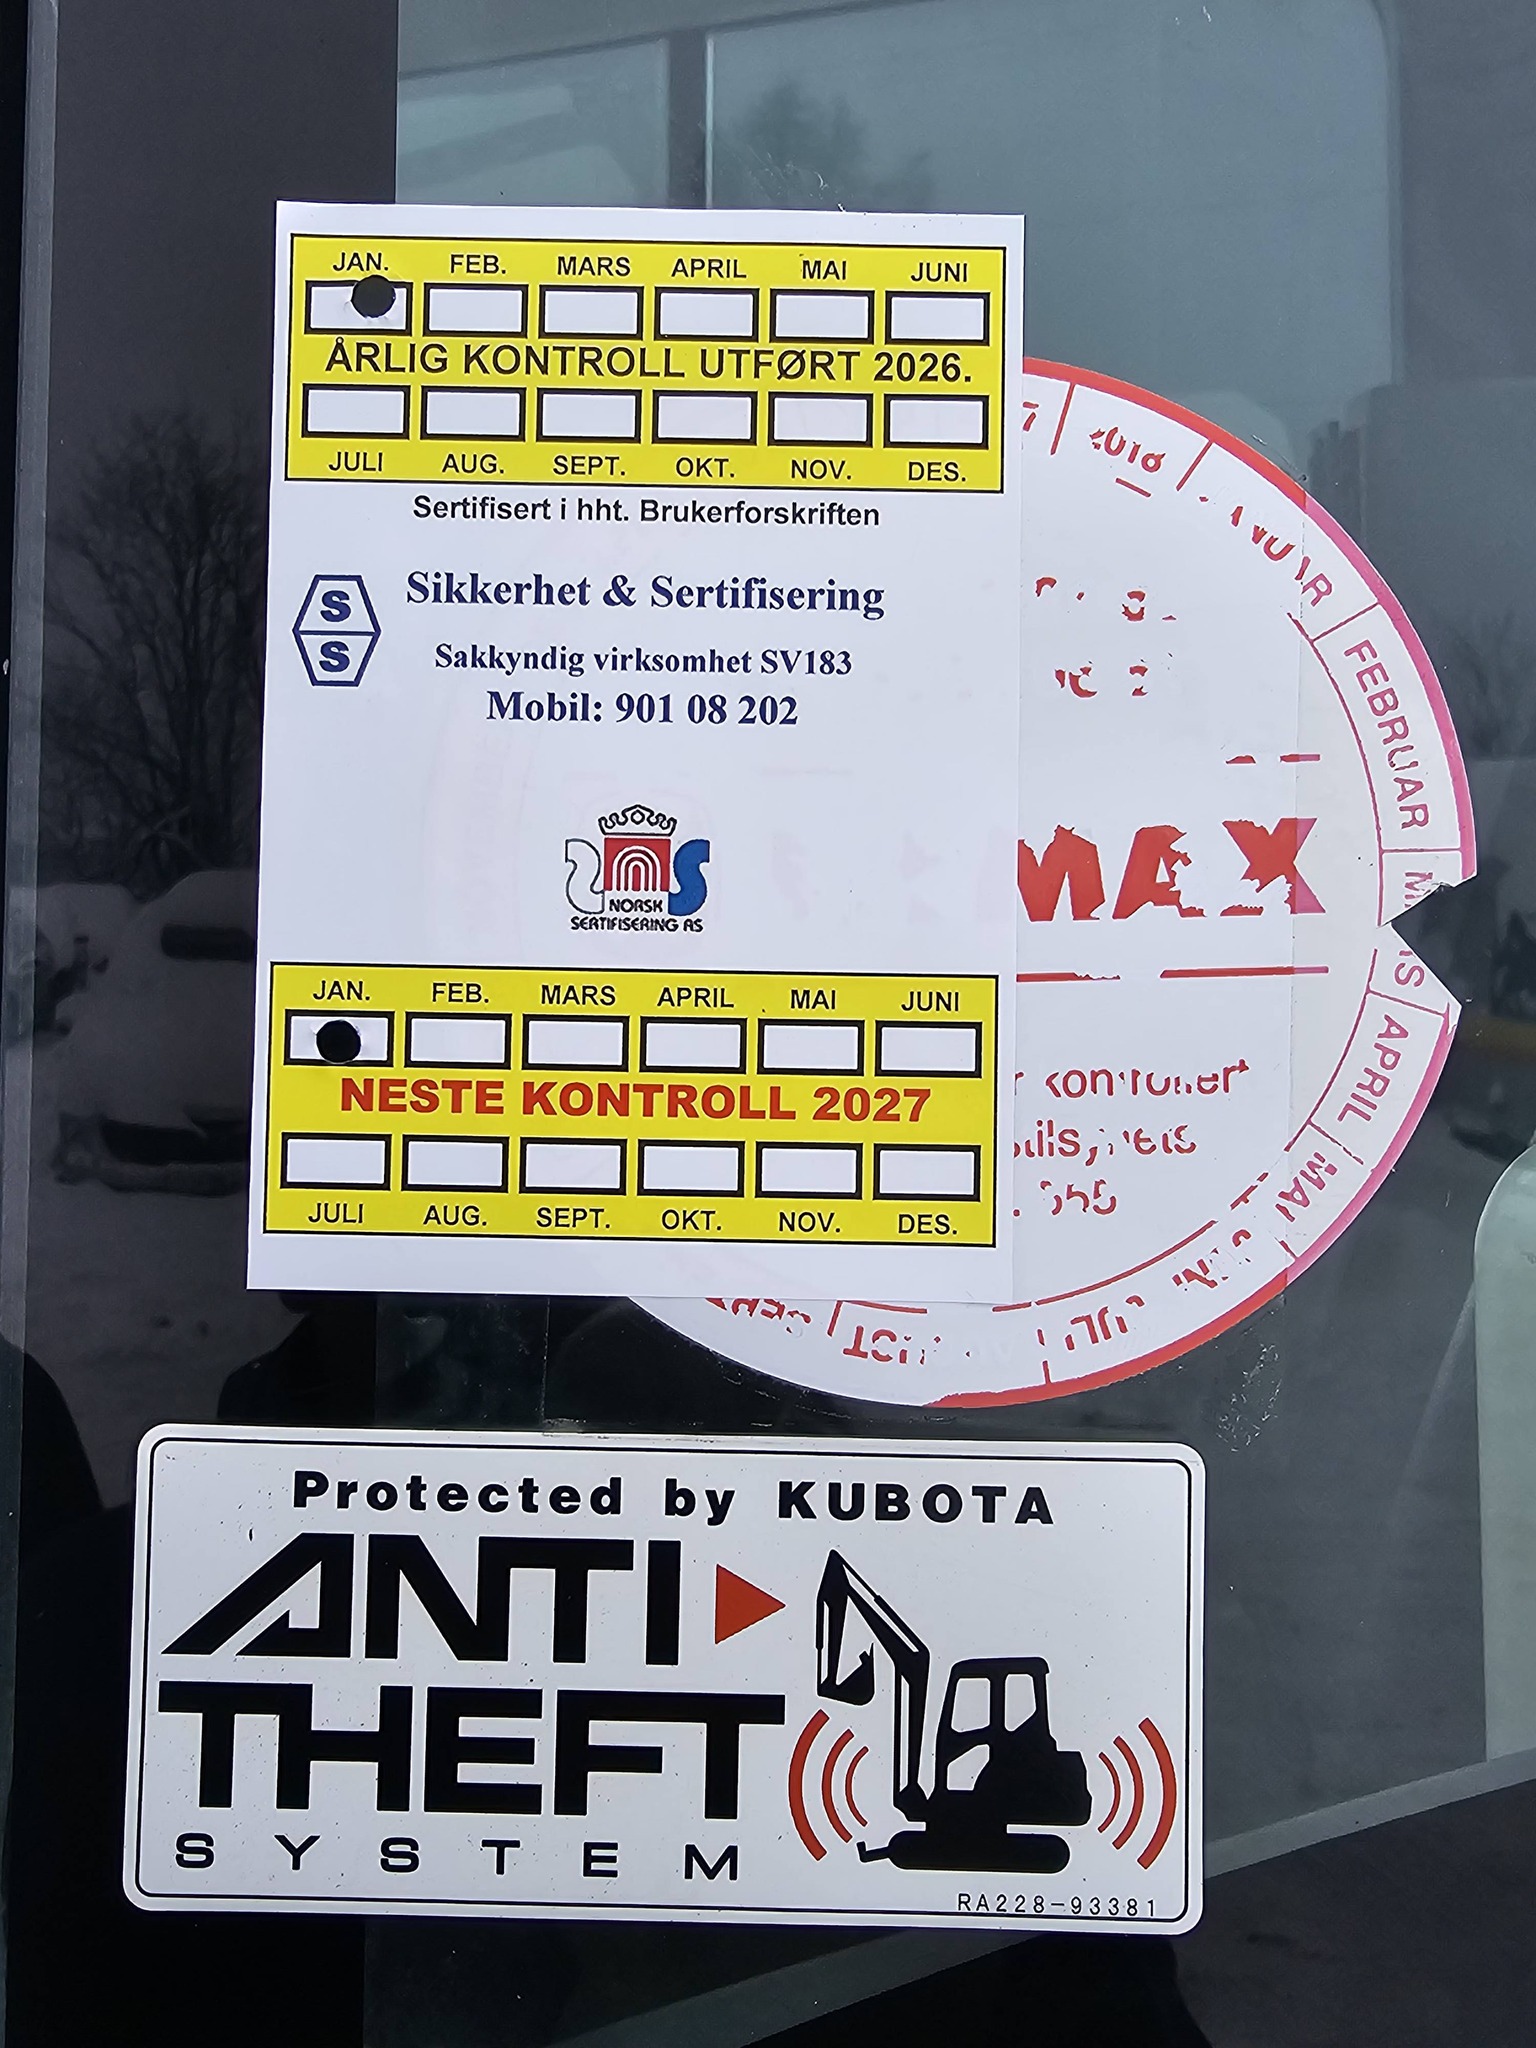 JAN. FEB. MARS APRIL MAI JUNI
ÅRLIG KONTROLL UTFØRT 2026.
JULI AUG. SEPT. OKT. NOV. DES.
Sertifisert i hht. Brukerforskriften
S
S
Sikkerhet & Sertifisering
Sakkyndig virksomhet SV183
Mobil: 901 08 202
NORSK
SERTIFISERING AS
JAN. FEB. MARS APRIL MAI JUNI
NESTE KONTROLL 2027
JULI AUG. SEPT. OKT. NOV. DES.
2018
FEBRUAR
APRIL
MAI
MAX
Protected by KUBOTA
ANTI
THEFT
SYSTEM
RA228-93381